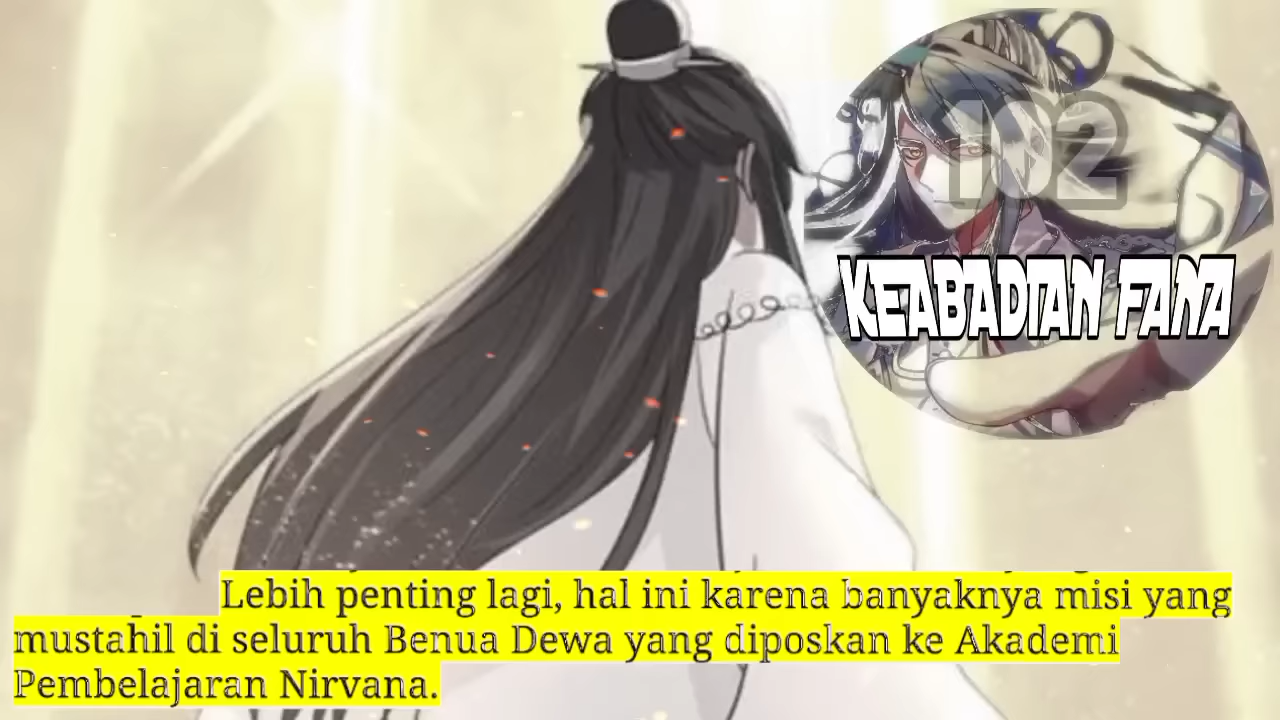 102
KEABADIAN FANA
Lebih penting lagi, hal ini karena banyaknya misi yang
mustahil di seluruh Benua Dewa yang diposkan ke Akademi
Pembelajaran Nirvana.